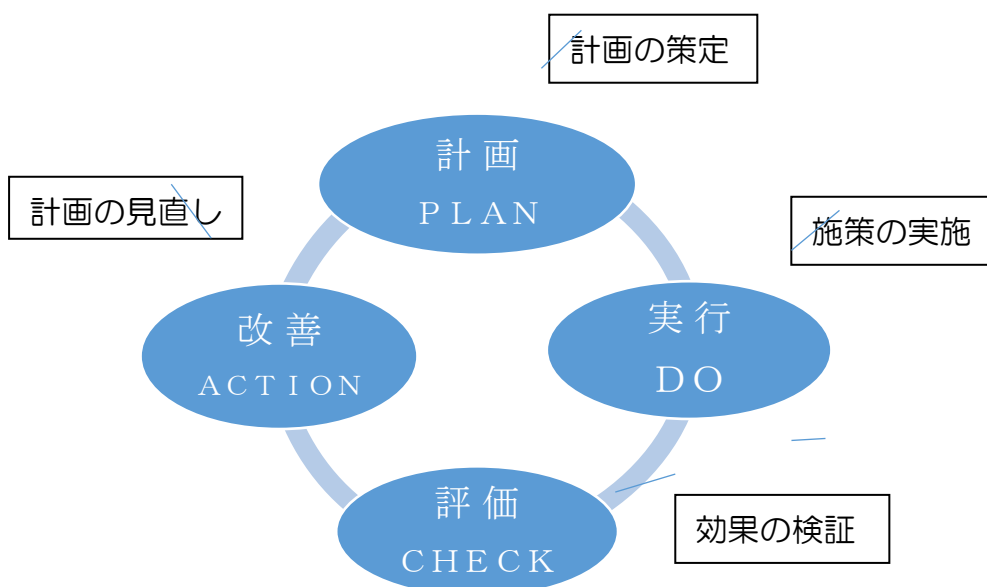 計画の策定
計画
ＰＬＡＮ
計画の見直し
施策の実施
改善
ＡＣＴＩＯＮ
実行
ＤＯ
評価
ＣＨＥＣＫ
効果の検証